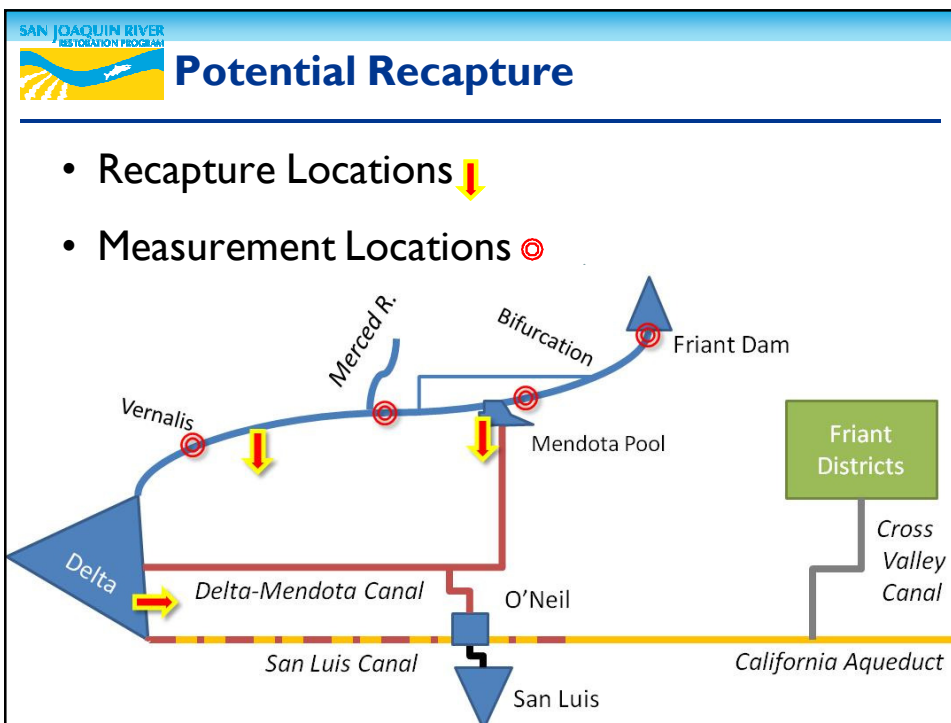 SAN JOAQUIN RIVER
RESTORATION PROGRAM
Potential Recapture
• Recapture Locations
• Measurement Locations
Merced R.
Bifurcation
Friant Dam
Vernalis
Mendota Pool
Friant
Districts
Delta
Cross
Valley
Canal
Delta-Mendota Canal
O'Neil
San Luis Canal
California Aqueduct
San Luis